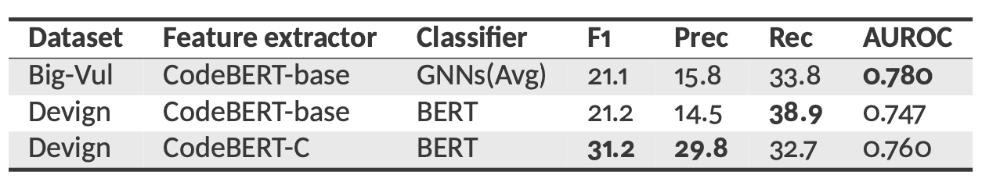 Dataset Feature extractor Classifier F1 Prec Rec AUROC
Big-Vul CodeBERT-base GNNs(Avg) 21.1 15.8 33.8 0.780
Devign CodeBERT-base BERT 21.2 14.5 38.9 0.747
Devign CodeBERT-C BERT 31.2 29.8 32.7 0.760